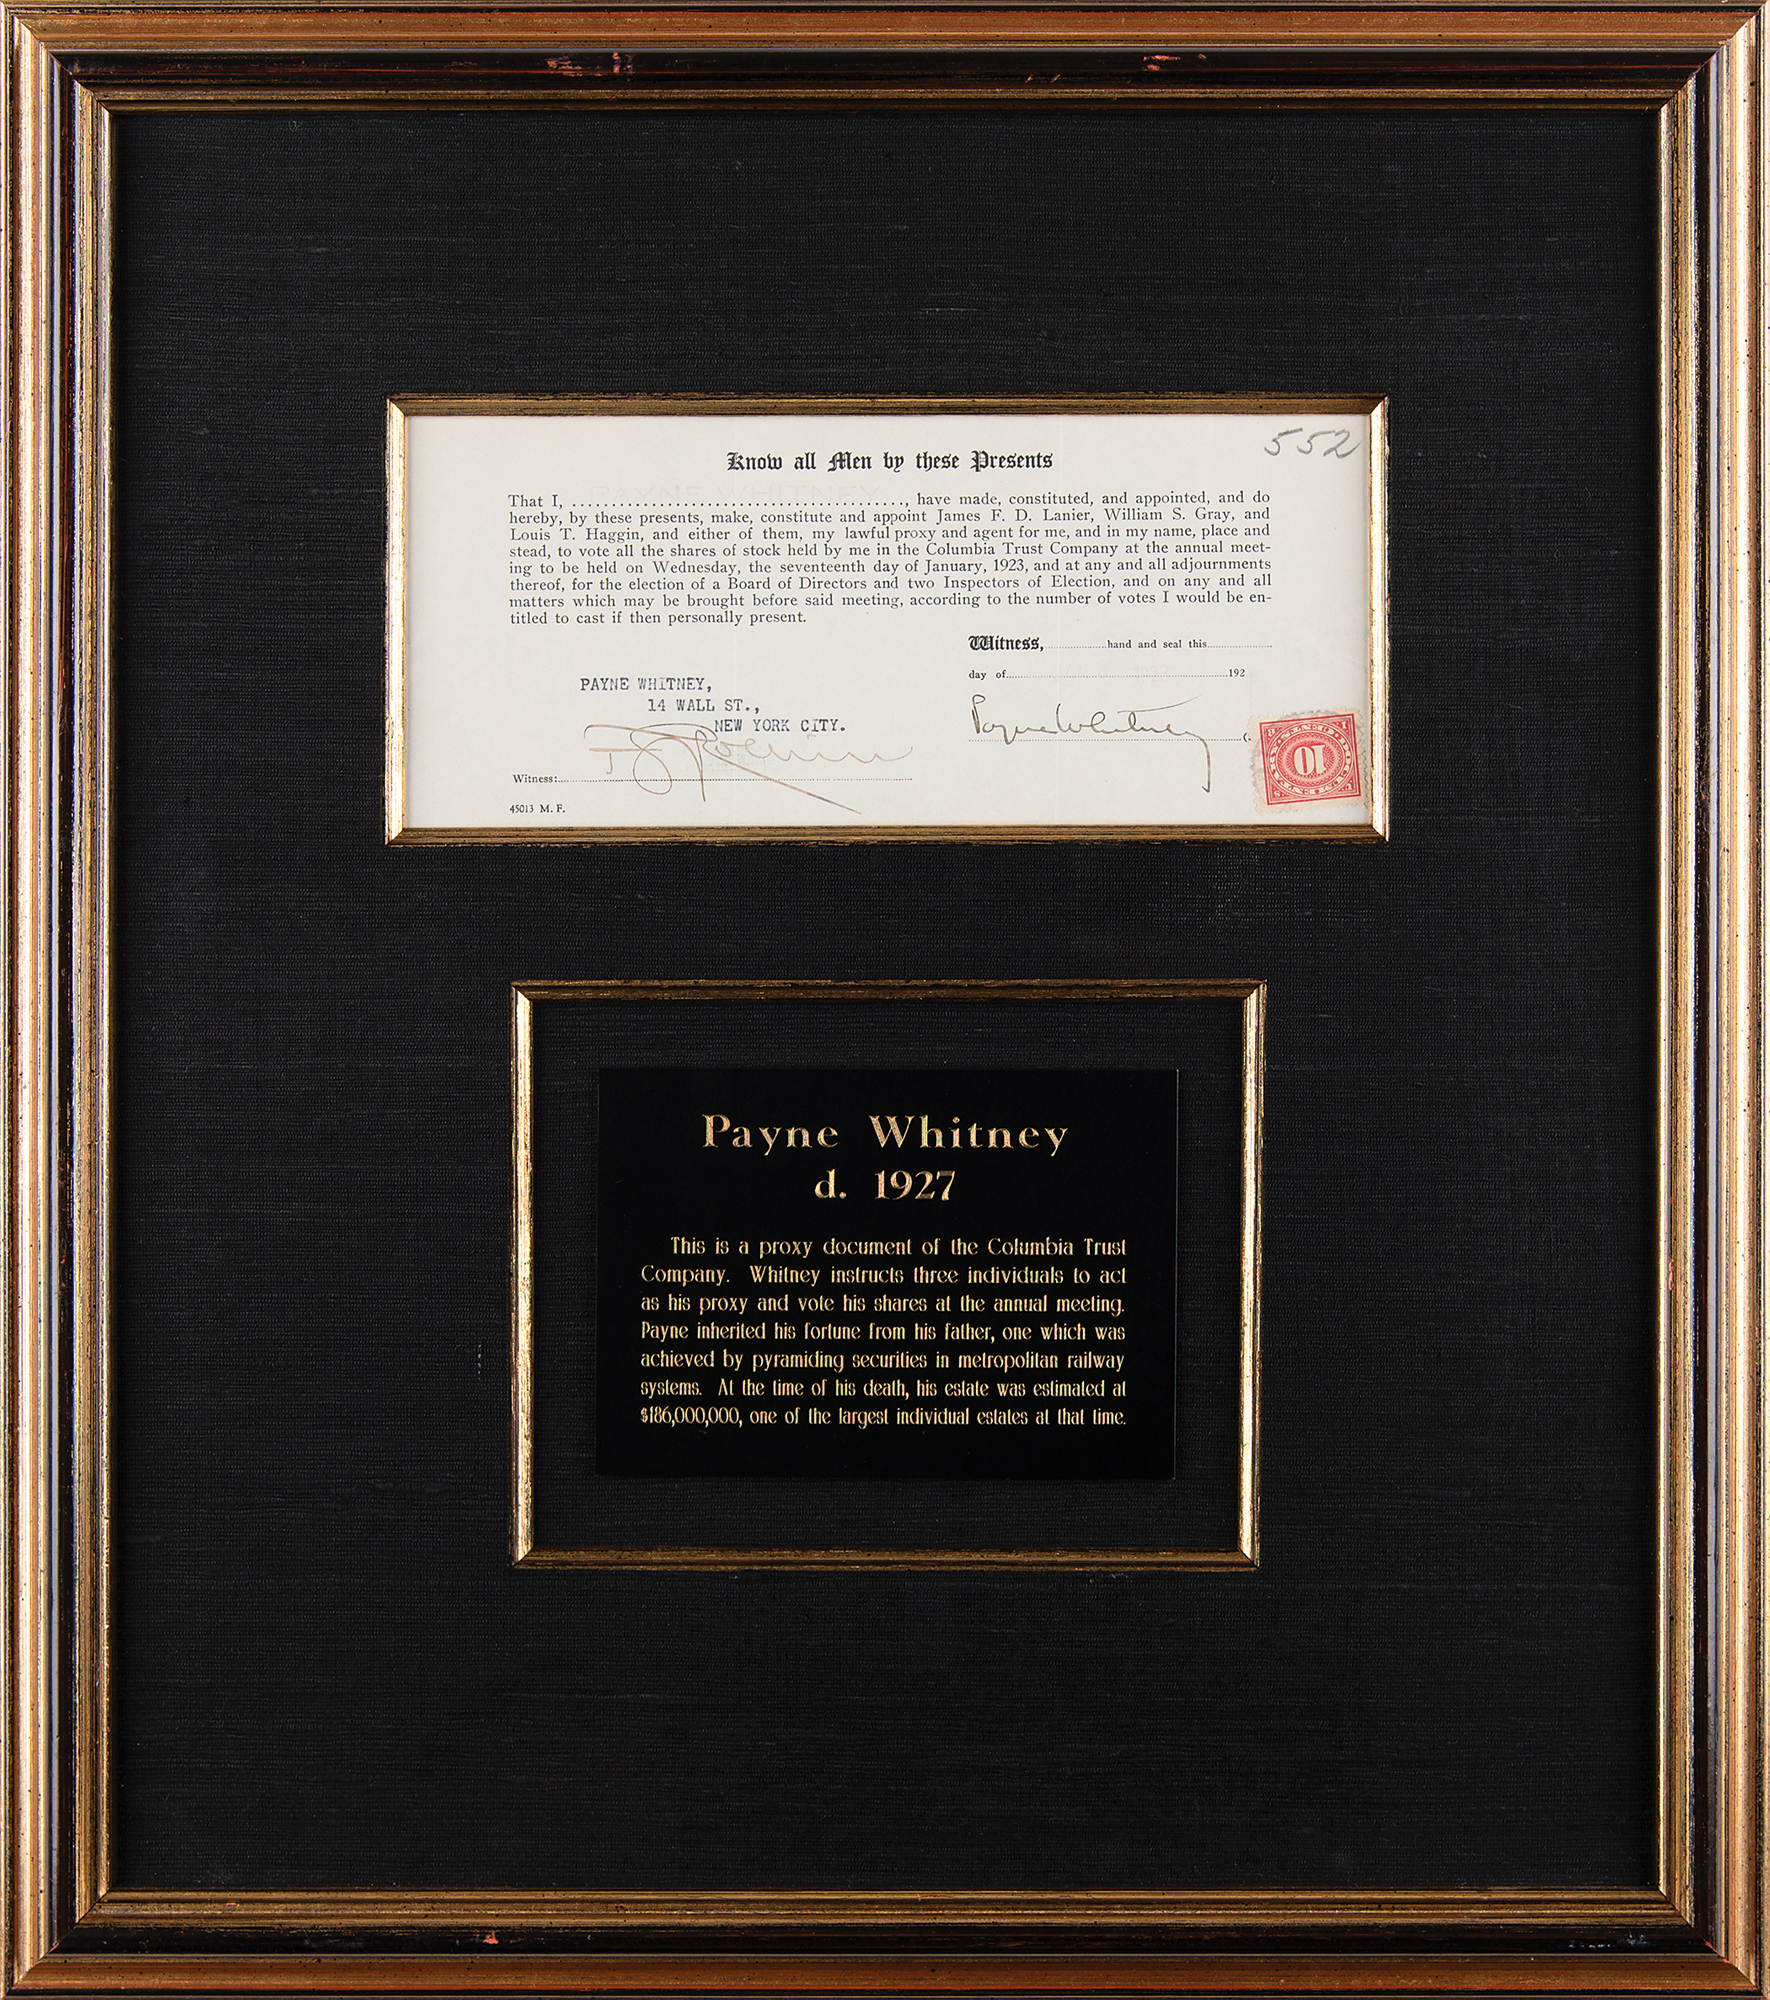 552
Know all Men by these Presents
That I, ........................................, have made, constituted, and appointed, and do
hereby, by these presents, make, constitute and appoint James F. D. Lanier, William S. Gray, and
Louis T. Haggin, and either of them, my lawful proxy and agent for me, and in my name, place and
stead, to vote all the shares of stock held by me in the Columbia Trust Company at the annual meet-
ing to be held on Wednesday, the seventeenth day of January, 1923, and at any and all adjournments
thereof, for the election of a Board of Directors and two Inspectors of Election, and on any and all
matters which may be brought before said meeting, according to the number of votes I would be en-
titled to cast if then personally present.
Witness,....................hand and seal this....................
day of........................................192
PAYNE WHITNEY,
14 WALL ST.,
NEW YORK CITY.
Payne Whitney
Witness:
45013 M. F.
10
Payne Whitney
d. 1927
This is a proxy document of the Columbia Trust
Company. Whitney instructs three individuals to act
as his proxy and vote his shares at the annual meeting.
Payne inherited his fortune from his father, one which was
achieved by pyramiding securities in metropolitan railway
systems. At the time of his death, his estate was estimated at
$186,000,000, one of the largest individual estates at that time.